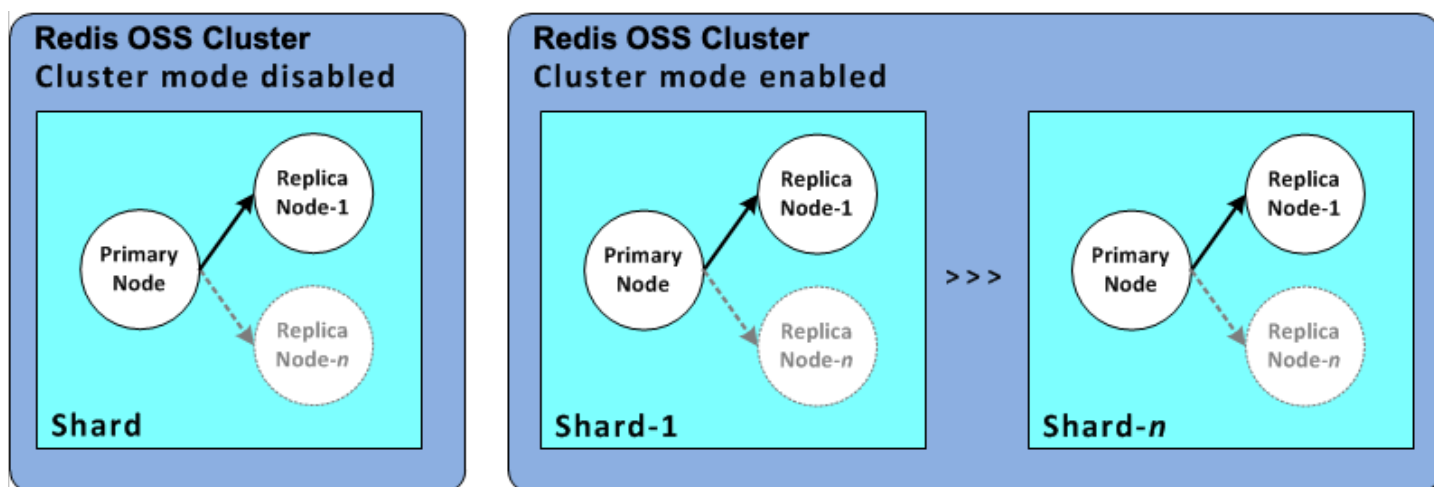 Redis OSS Cluster
Cluster mode disabled
Primary
Node
Replica
Node-1
Replica
Node-n
Shard
Redis OSS Cluster
Cluster mode enabled
Primary
Node
Replica
Node-1
Replica
Node-n
Shard-1
>>>
Primary
Node
Replica
Node-1
Replica
Node-n
Shard-n